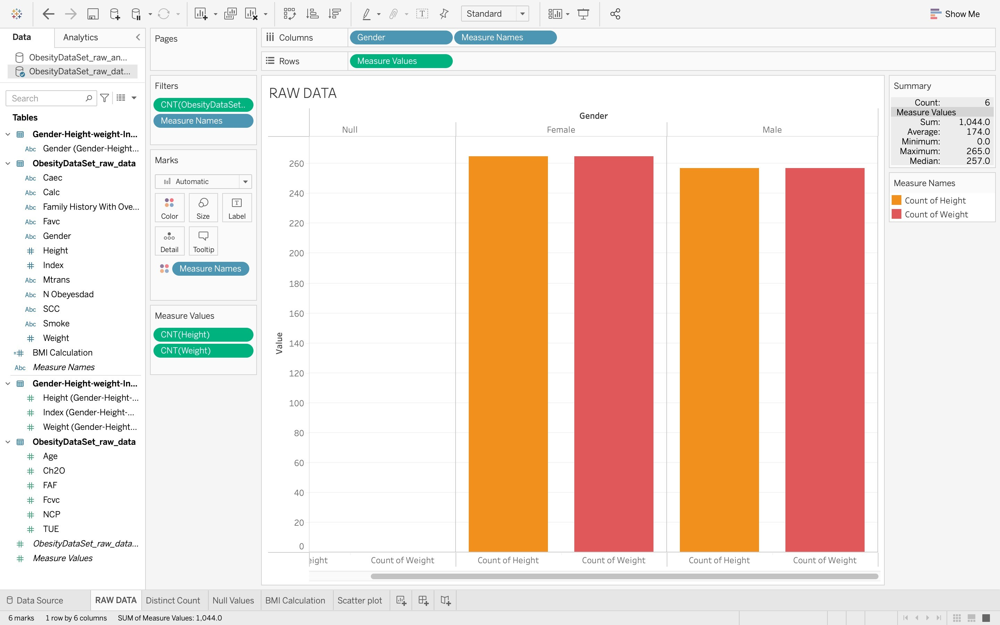 Standard
Show Me
Data
Analytics
ObesityDataSet_raw_an...
ObesityDataSet_raw_dat...
Search
Tables
Gender-Height-weight-In...
Abc Gender (Gender-Height...
ObesityDataSet_raw_data
Abc Caec
Abc Calc
Abc Family History With Ove...
Abc Favc
Abc Gender
# Height
# Index
Abc Mtrans
Abc N Obeyesdad
Abc SCC
Abc Smoke
# Weight
=# BMI Calculation
Abc Measure Names
Gender-Height-weight-In...
# Height (Gender-Height-...
# Index (Gender-Height-...
# Weight (Gender-Height...
ObesityDataSet_raw_data
# Age
# Ch2O
# FAF
# Fcvc
# NCP
# TUE
# ObesityDataSet_raw_data...
# Measure Values
Pages
Filters
CNT(ObesityDataSet..
Measure Names
Marks
Automatic
Color Size Label
Detail Tooltip
Measure Names
Measure Values
CNT(Height)
CNT(Weight)
Columns Gender Measure Names
Rows Measure Values
RAW DATA
Gender
Null Female Male
260
240
220
200
180
160
140
120
100
80
60
40
20
0
Value
eight Count of Weight Count of Height Count of Weight Count of Height Count of Weight
Summary
Count: 6
Measure Values
Sum: 1,044.0
Average: 174.0
Minimum: 0.0
Maximum: 265.0
Median: 257.0
Measure Names
Count of Height
Count of Weight
Data Source RAW DATA Distinct Count Null Values BMI Calculation Scatter plot
6 marks 1 row by 6 columns SUM of Measure Values: 1,044.0